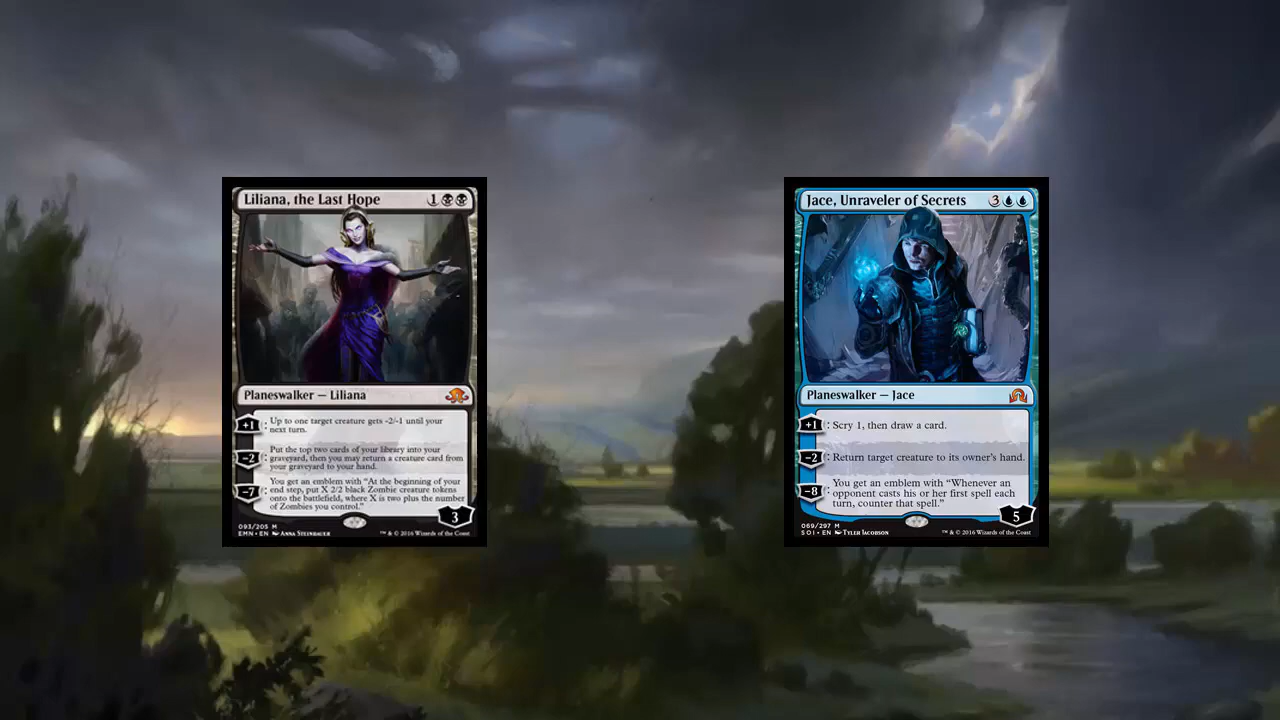 Liliana, the Last Hope 1
Planeswalker — Liliana
+1: Up to one target creature gets -2/-1 until your
next turn.
-2: Put the top two cards of your library into your
graveyard, then you may return a creature card from
your graveyard to your hand.
-7: You get an emblem with “At the beginning of your
end step, put X 2/2 black Zombie creature tokens
onto the battlefield, where X is two plus the number
of Zombies you control.”
3
093/205 M
EMN • EN Anna Steinbauer ™ & © 2016 Wizards of the Coast
Jace, Unraveler of Secrets 3
Planeswalker — Jace
+1: Scry 1, then draw a card.
-2: Return target creature to its owner's hand.
-8: You get an emblem with “Whenever an
opponent casts his or her first spell each
turn, counter that spell.”
5
069/297 M
SOI • EN Tyler Jacobson ™ & © 2016 Wizards of the Coast